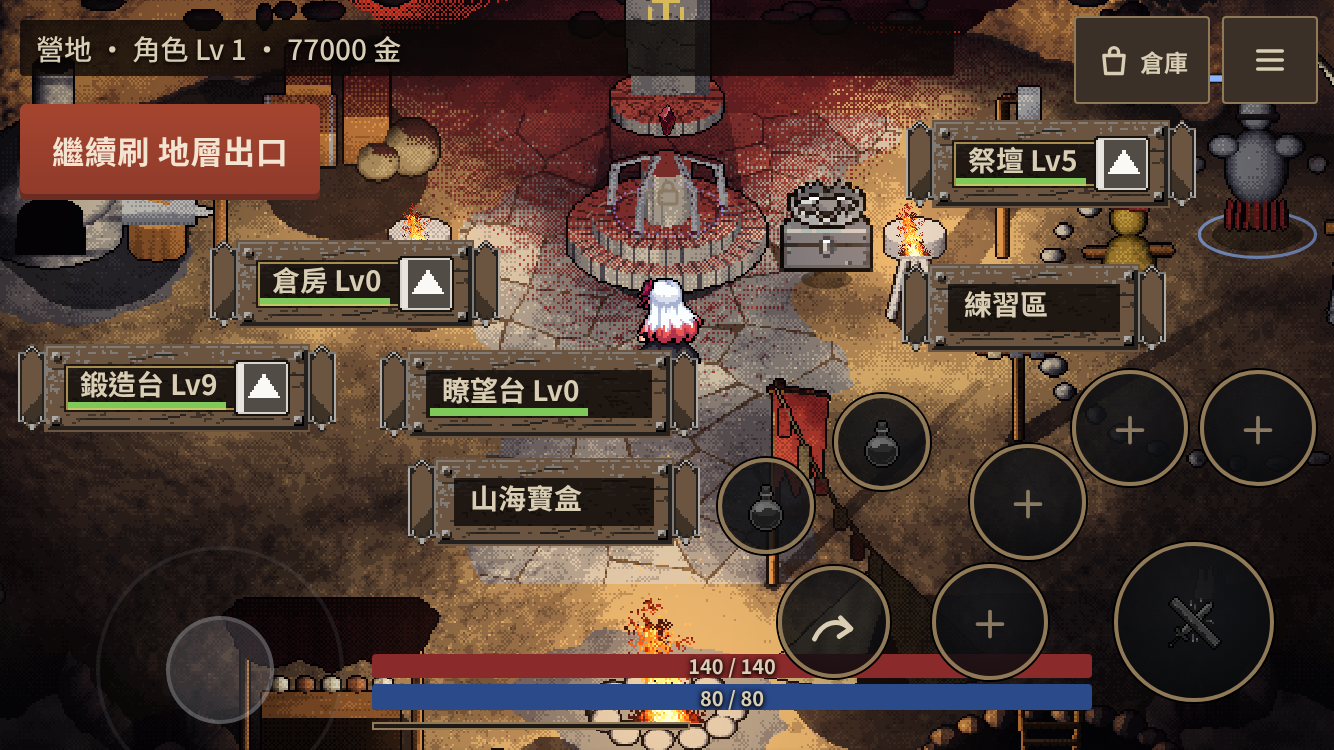 營地 • 角色 Lv 1 • 77000 金
倉庫
繼續刷 地層出口
祭壇 Lv5
倉房 Lv0
練習區
鍛造台 Lv9
瞭望台 Lv0
山海寶盒
140 / 140
80 / 80